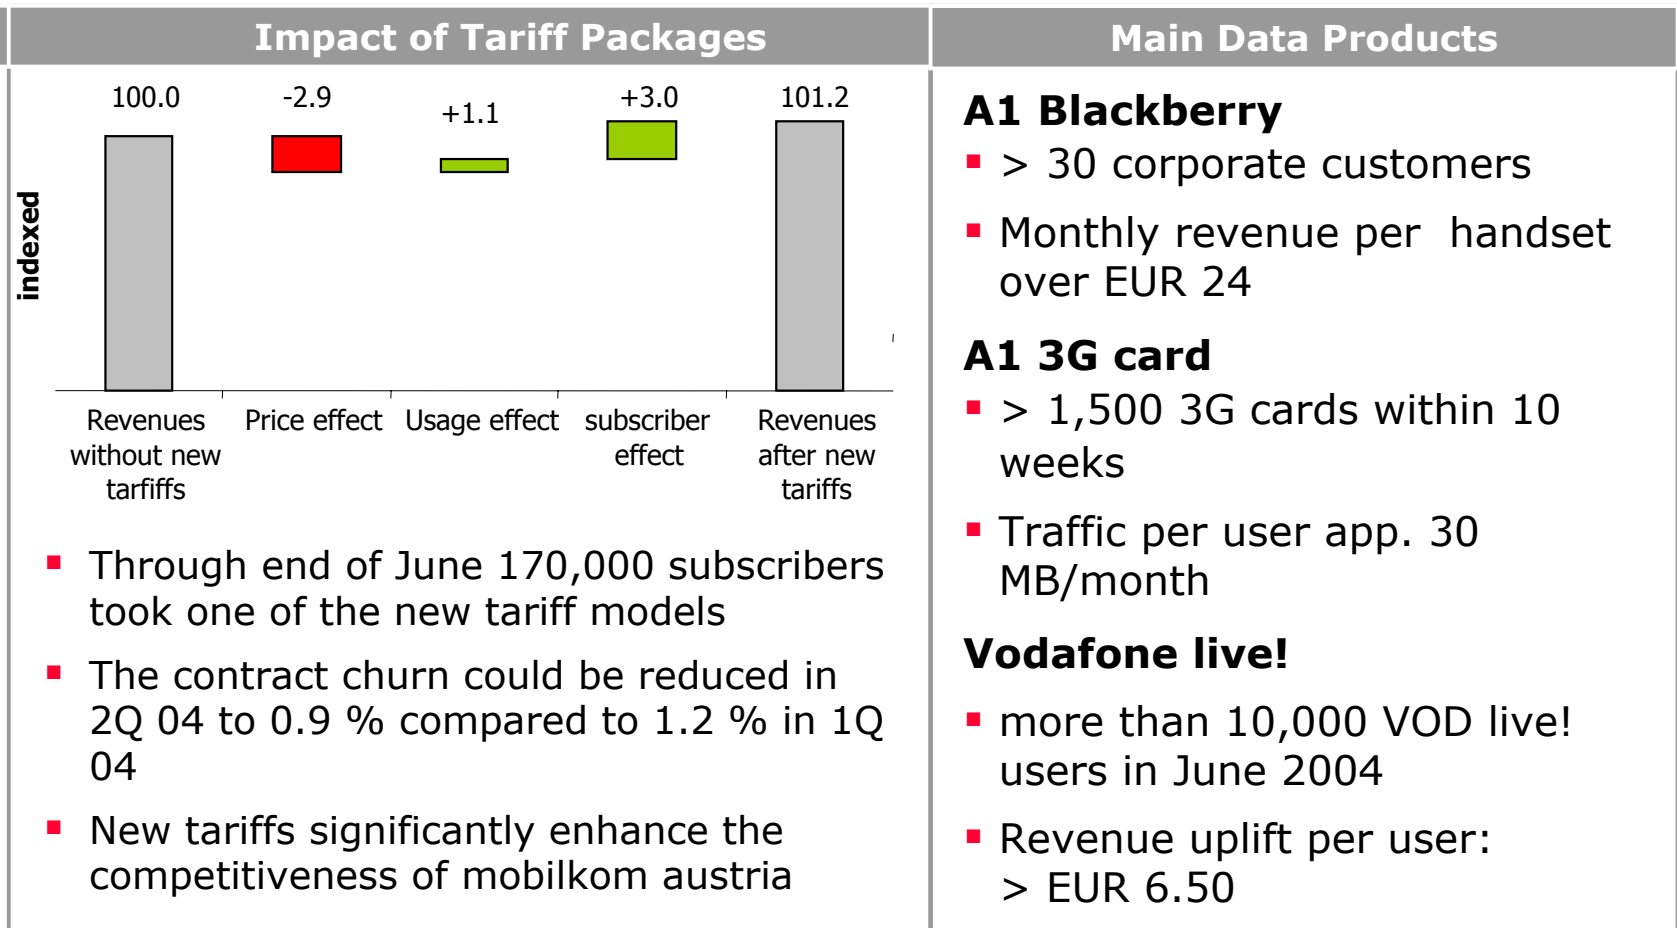 Impact of Tariff Packages
100.0
-2.9
+1.1
+3.0
101.2
indexed
Revenues
without new
tarfiffs
Price effect
Usage effect
subscriber
effect
Revenues
after new
tariffs
▪ Through end of June 170,000 subscribers
took one of the new tariff models
▪ The contract churn could be reduced in
2Q 04 to 0.9 % compared to 1.2 % in 1Q
04
▪ New tariffs significantly enhance the
competitiveness of mobilkom austria
Main Data Products
A1 Blackberry
▪ > 30 corporate customers
▪ Monthly revenue per handset
over EUR 24
A1 3G card
▪ > 1,500 3G cards within 10
weeks
▪ Traffic per user app. 30
MB/month
Vodafone live!
▪ more than 10,000 VOD live!
users in June 2004
▪ Revenue uplift per user:
> EUR 6.50